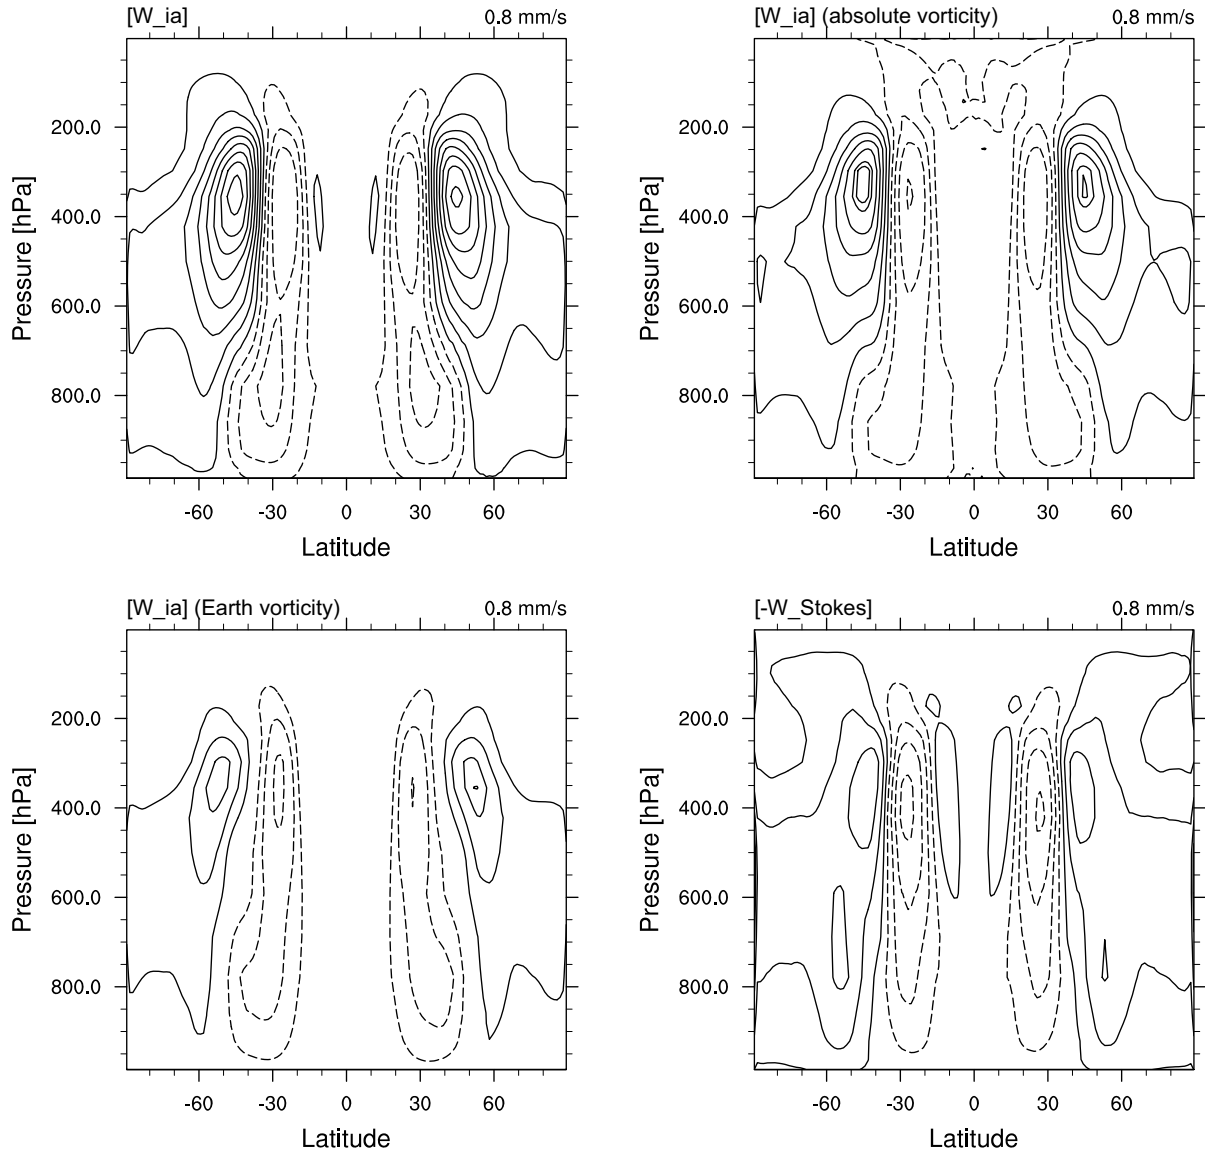 [W_ia] 0.8 mm/s
200.0
400.0
600.0
800.0
Pressure [hPa]
-60 -30 0 30 60
Latitude
[W_ia] (absolute vorticity) 0.8 mm/s
200.0
400.0
600.0
800.0
Pressure [hPa]
-60 -30 0 30 60
Latitude
[W_ia] (Earth vorticity) 0.8 mm/s
200.0
400.0
600.0
800.0
Pressure [hPa]
-60 -30 0 30 60
Latitude
[-W_Stokes] 0.8 mm/s
200.0
400.0
600.0
800.0
Pressure [hPa]
-60 -30 0 30 60
Latitude